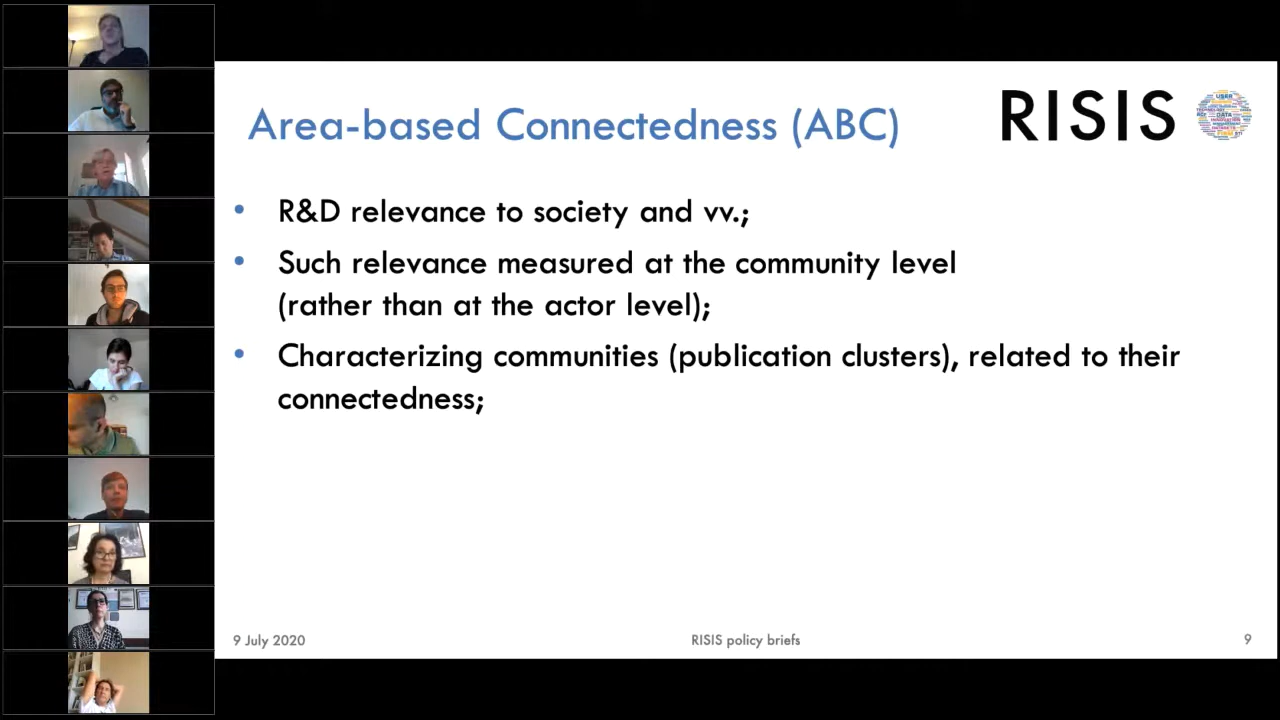 Area-based Connectedness (ABC)
RISIS
USER
DATA
• R&D relevance to society and vv.;
• Such relevance measured at the community level
(rather than at the actor level);
• Characterizing communities (publication clusters), related to their
connectedness;
9 July 2020
RISIS policy briefs
9